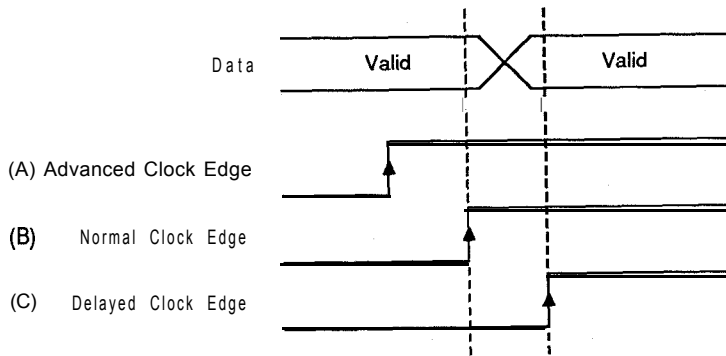 Data Valid Valid
(A) Advanced Clock Edge
(B) Normal Clock Edge
(C) Delayed Clock Edge